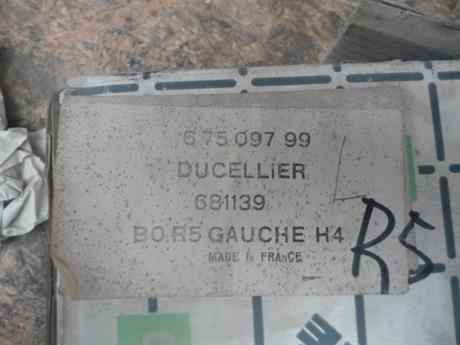 6 75 097 99
DUCELLIER
681139
BO.R5 GAUCHE H4
MADE IN FRANCE
L
R5